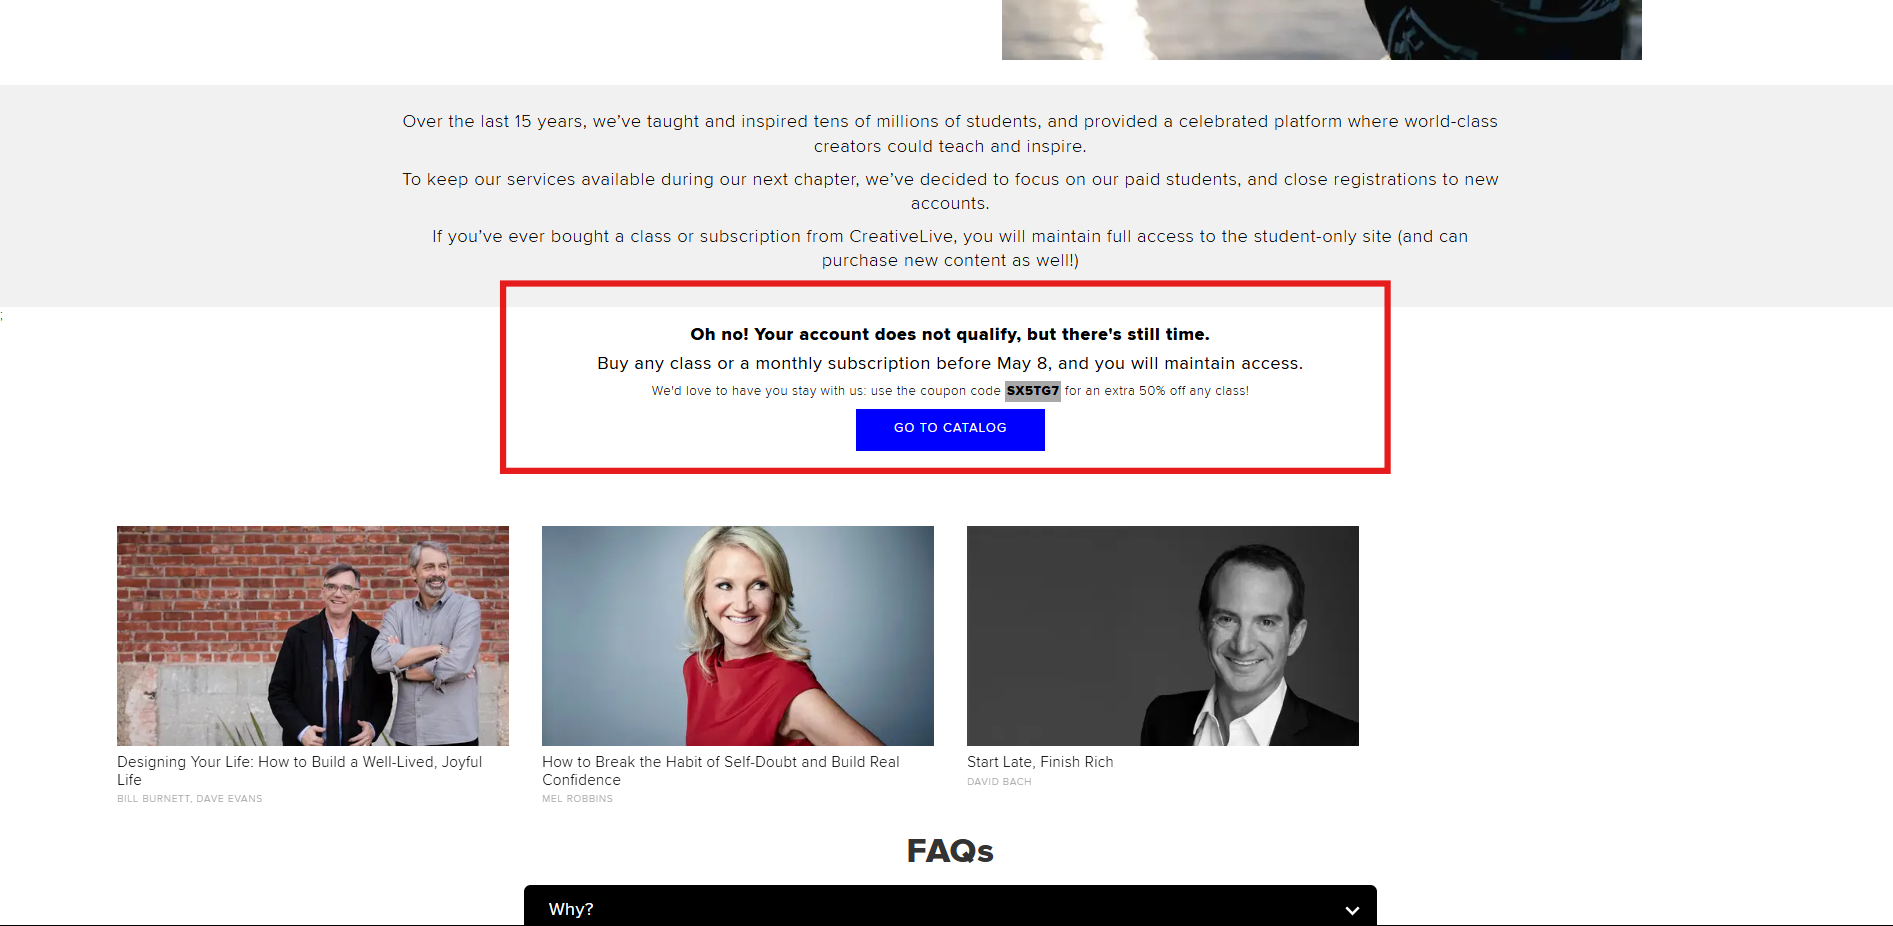 Over the last 15 years, we’ve taught and inspired tens of millions of students, and provided a celebrated platform where world-class
creators could teach and inspire.
To keep our services available during our next chapter, we’ve decided to focus on our paid students, and close registrations to new
accounts.
If you’ve ever bought a class or subscription from CreativeLive, you will maintain full access to the student-only site (and can
purchase new content as well!)
;
Oh no! Your account does not qualify, but there's still time.
Buy any class or a monthly subscription before May 8, and you will maintain access.
We'd love to have you stay with us: use the coupon code SX5TG7 for an extra 50% off any class!
GO TO CATALOG
Designing Your Life: How to Build a Well-Lived, Joyful
Life
BILL BURNETT, DAVE EVANS
How to Break the Habit of Self-Doubt and Build Real
Confidence
MEL ROBBINS
Start Late, Finish Rich
DAVID BACH
FAQs
Why?